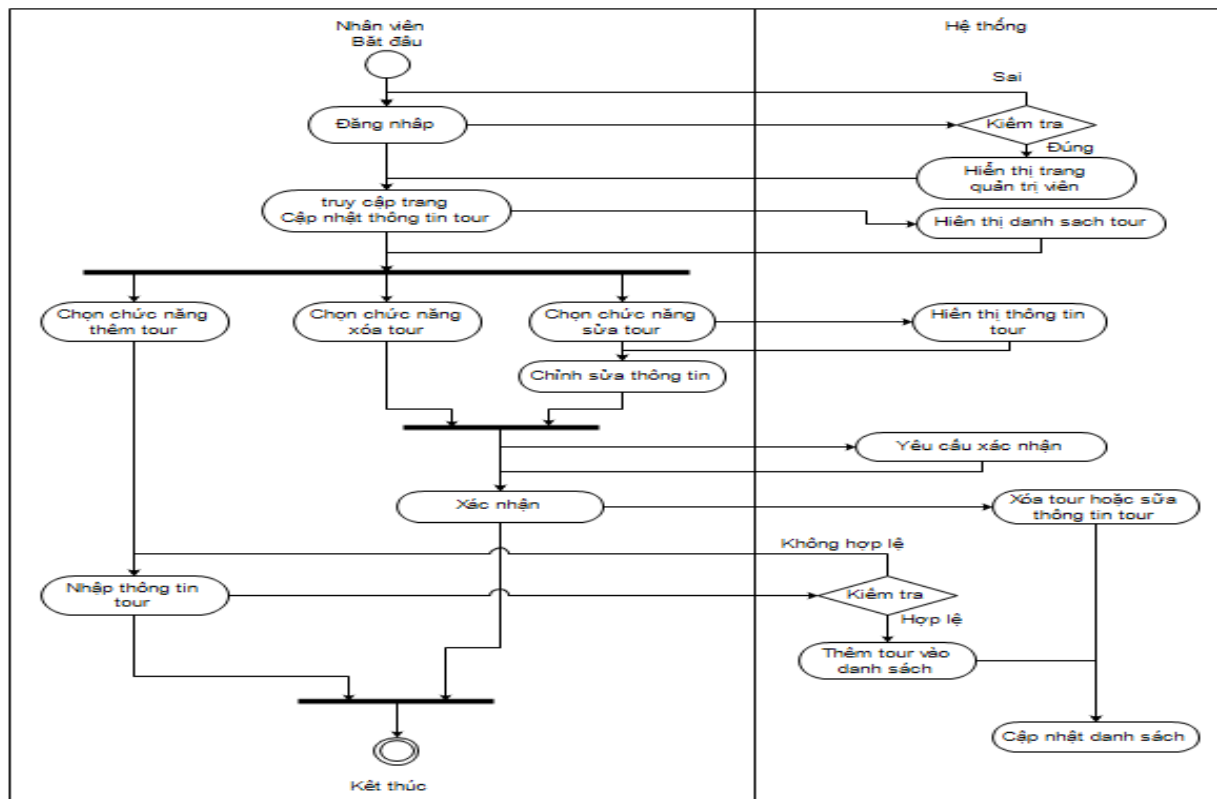 Nhân viên
Bắt đầu
Hệ thống
Sai
Đăng nhập
Kiểm tra
Đúng
Hiển thị trang
quản trị viên
truy cập trang
Cập nhật thông tin tour
Hiên thị danh sach tour
Chọn chức năng
thêm tour
Chọn chức năng
xóa tour
Chọn chức năng
sửa tour
Hiên thị thông tin
tour
Chỉnh sửa thông tin
Yêu cầu xác nhận
Xác nhận
Xóa tour hoặc sữa
thông tin tour
Không hợp lệ
Nhập thông tin
tour
Kiêm tra
Hợp lệ
Thêm tour vào
danh sách
Cập nhật danh sách
Kết thúc